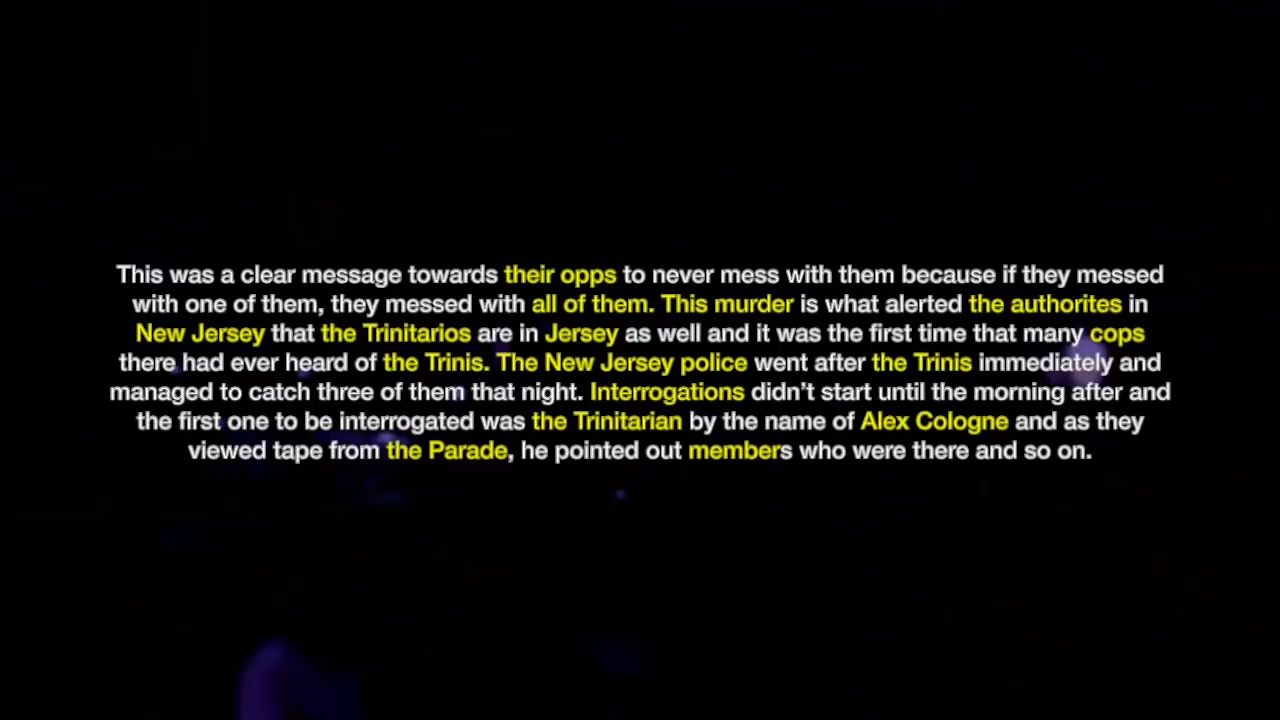 This was a clear message towards their opps to never mess with them because if they messed
with one of them, they messed with all of them. This murder is what alerted the authorites in
New Jersey that the Trinitarios are in Jersey as well and it was the first time that many cops
there had ever heard of the Trinis. The New Jersey police went after the Trinis immediately and
managed to catch three of them that night. Interrogations didn’t start until the morning after and
the first one to be interrogated was the Trinitarian by the name of Alex Cologne and as they
viewed tape from the Parade, he pointed out members who were there and so on.